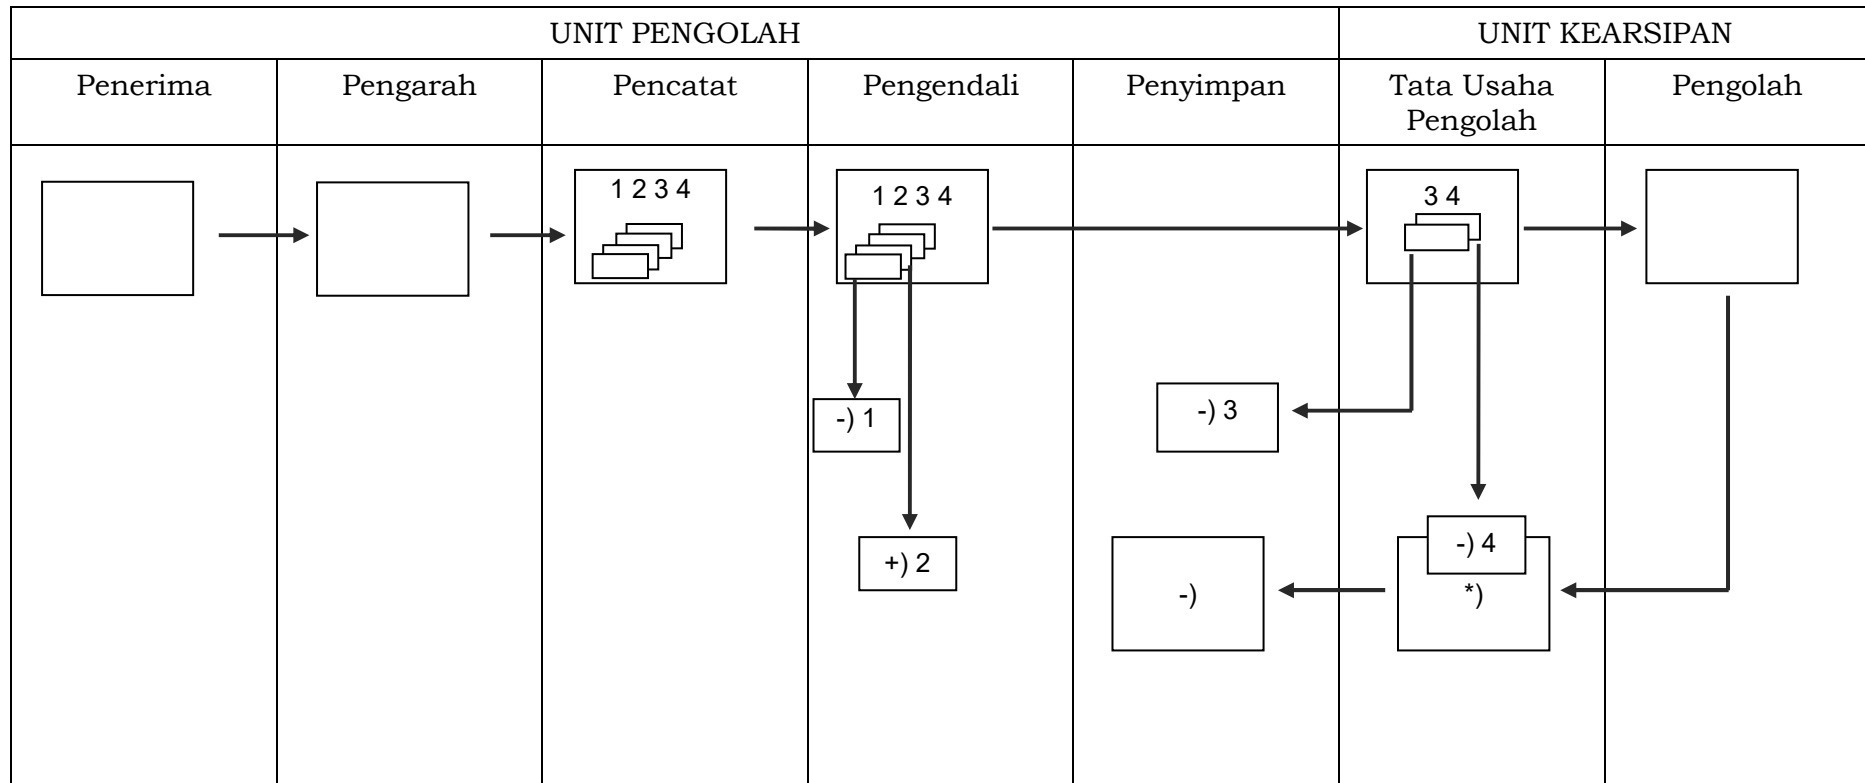 UNIT PENGOLAH
UNIT KEARSIPAN
Penerima
Pengarah
Pencatat
Pengendali
Penyimpan
Tata Usaha
Pengolah
Pengolah
1 2 3 4
1 2 3 4
3 4
-) 1
-) 3
+) 2
-)
-) 4
*)